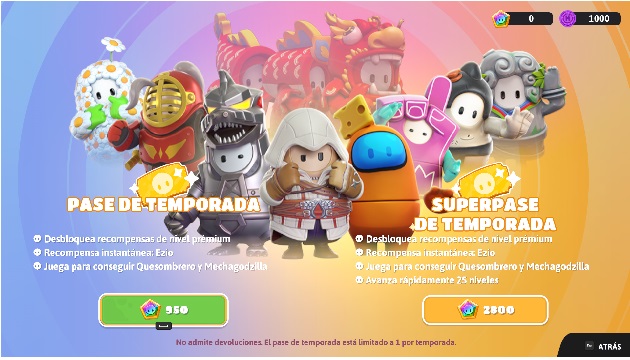 0
1000
PASE DE TEMPORADA
Desbloquea recompensas de nivel prémium
Recompensa instantánea: Ezio
Juega para conseguir Quesombrero y Mechagodzilla
950
SUPERPASE
DE TEMPORADA
Desbloquea recompensas de nivel prémium
Recompensa instantánea: Ezio
Juega para conseguir Quesombrero y Mechagodzilla
Avanza rápidamente 25 niveles
2800
No admite devoluciones. El pase de temporada está limitado a 1 por temporada.
ATRÁS